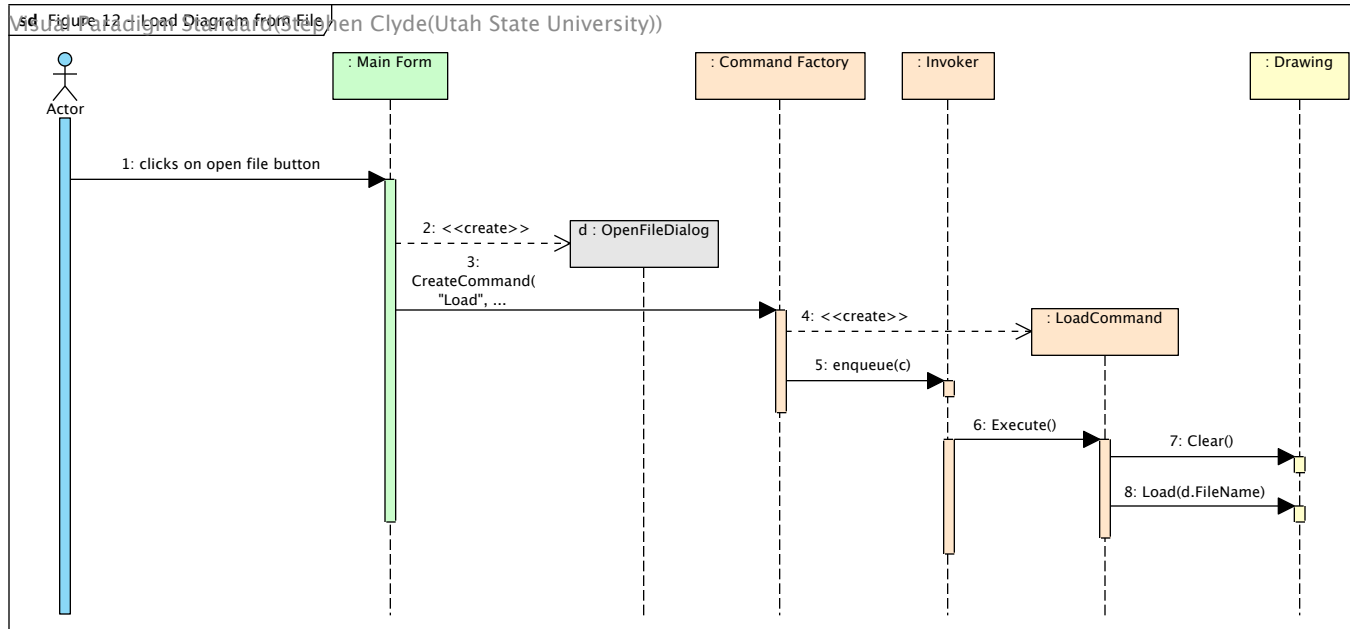 sd Figure 12 - Load Diagram from File
Visual Paradigm Standard(Stephen Clyde(Utah State University))
Actor
: Main Form
: Command Factory
: Invoker
: Drawing
1: clicks on open file button
2: <<create>>
d : OpenFileDialog
3:
CreateCommand(
"Load", ...
4: <<create>>
: LoadCommand
5: enqueue(c)
6: Execute()
7: Clear()
8: Load(d.FileName)